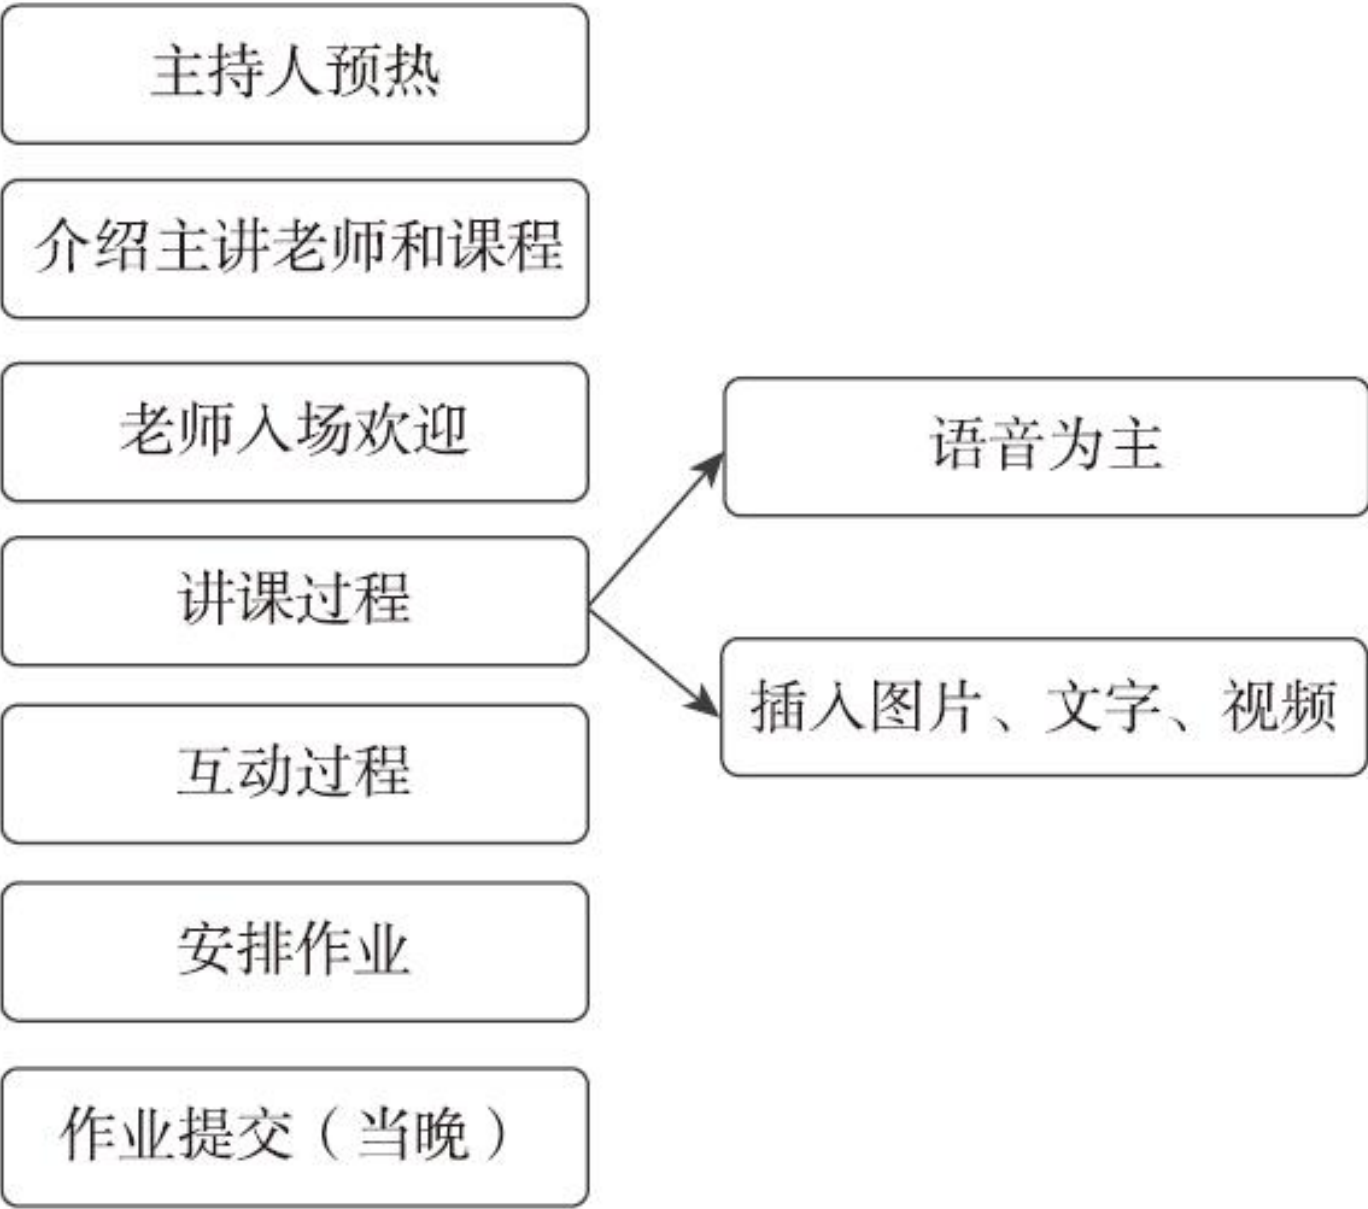 主持人预热
介绍主讲老师和课程
老师入场欢迎
讲课过程
语音为主
插入图片、文字、视频
互动过程
安排作业
作业提交（当晚）